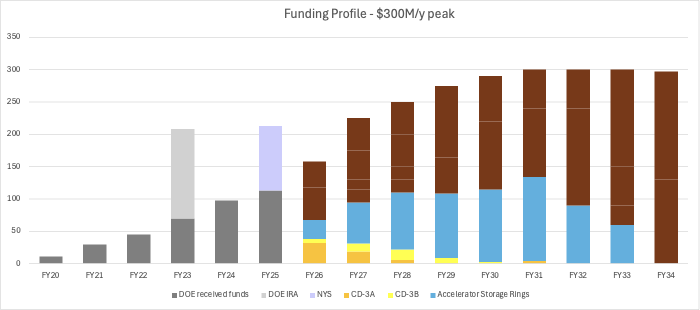 Funding Profile - $300M/y peak
350
300
250
200
150
100
50
0
FY20 FY21 FY22 FY23 FY24 FY25 FY26 FY27 FY28 FY29 FY30 FY31 FY32 FY33 FY34
DOE received funds DOE IRA NYS CD-3A CD-3B Accelerator Storage Rings